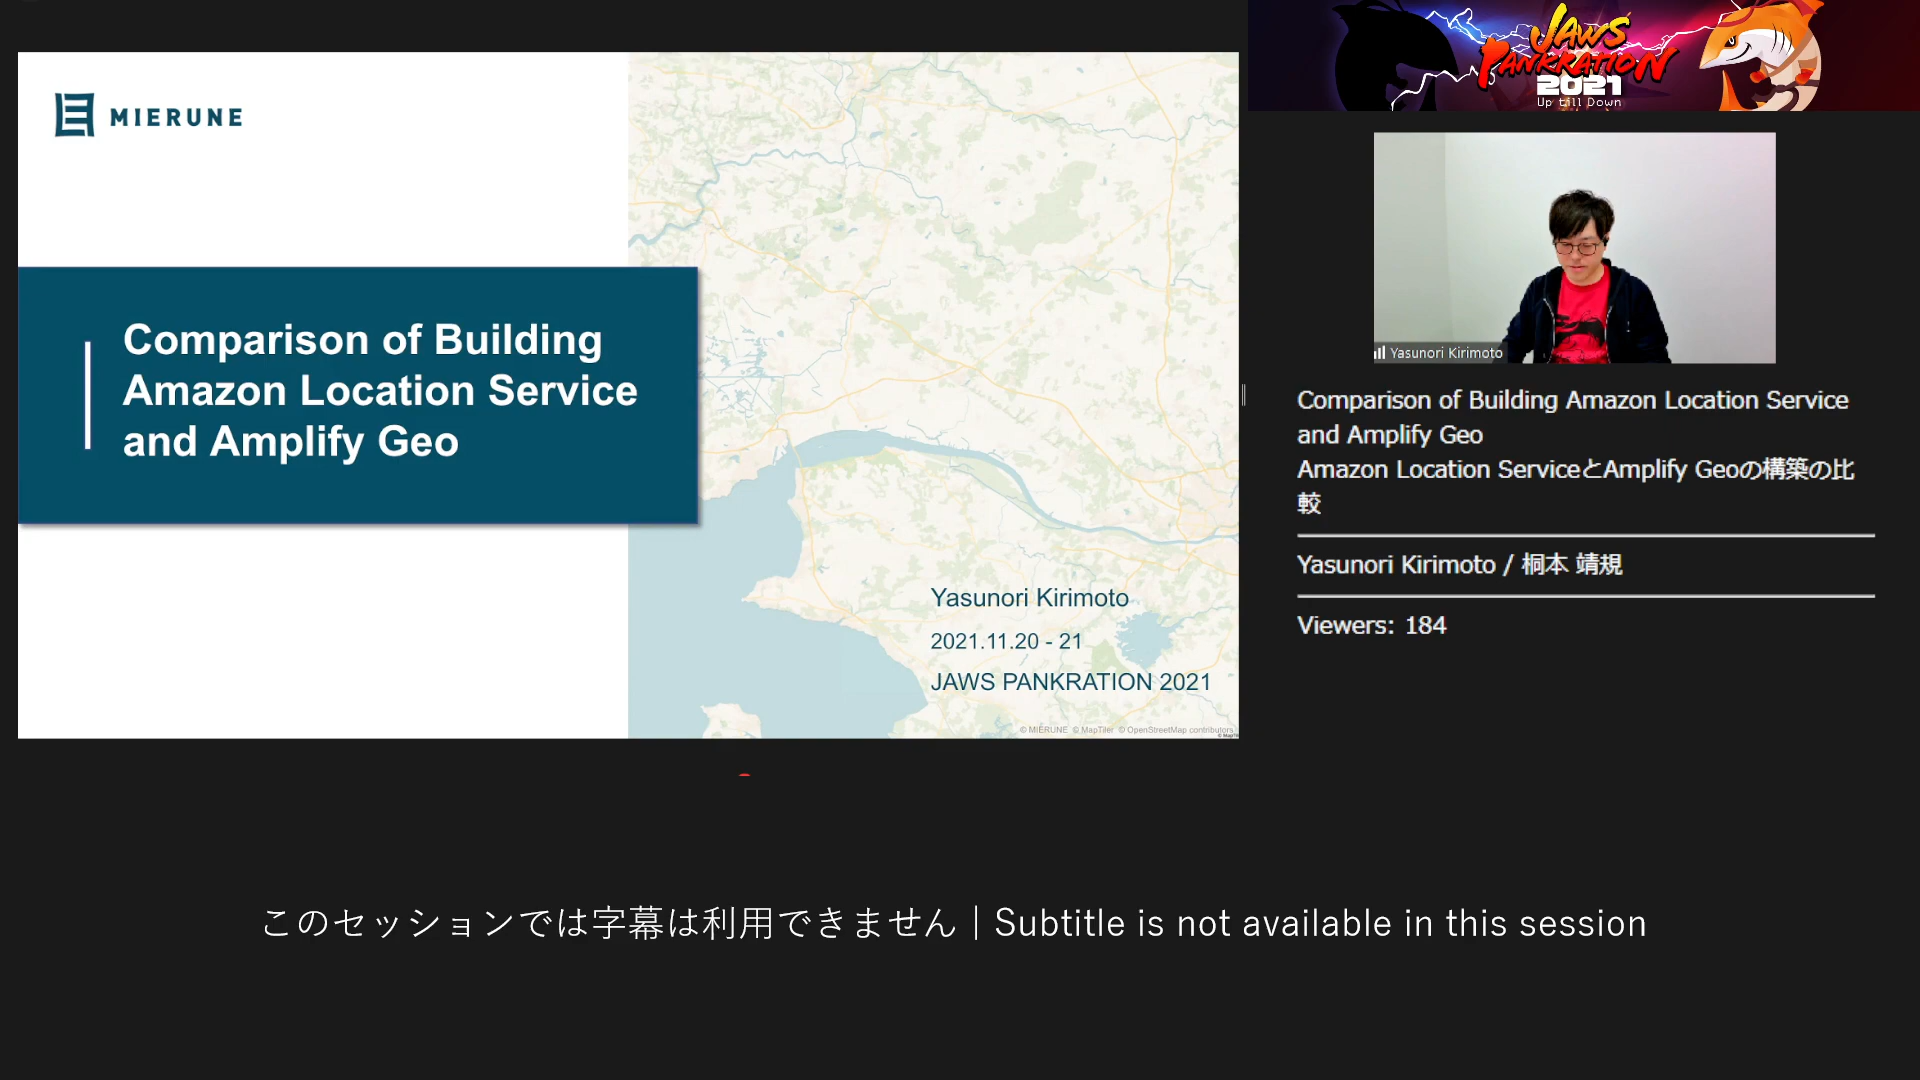 MIERUNE
Comparison of Building
Amazon Location Service
and Amplify Geo
Yasunori Kirimoto
2021.11.20 - 21
JAWS PANKRATION 2021
© MIERUNE © MapTiler © OpenStreetMap contributors
JAWS
PANKRATION
2021
Up till Down
Yasunori Kirimoto
Comparison of Building Amazon Location Service
and Amplify Geo
Amazon Location ServiceとAmplify Geoの構築の比
較
Yasunori Kirimoto / 桐本 靖規
Viewers: 184
このセッションでは字幕は利用できません｜Subtitle is not available in this session